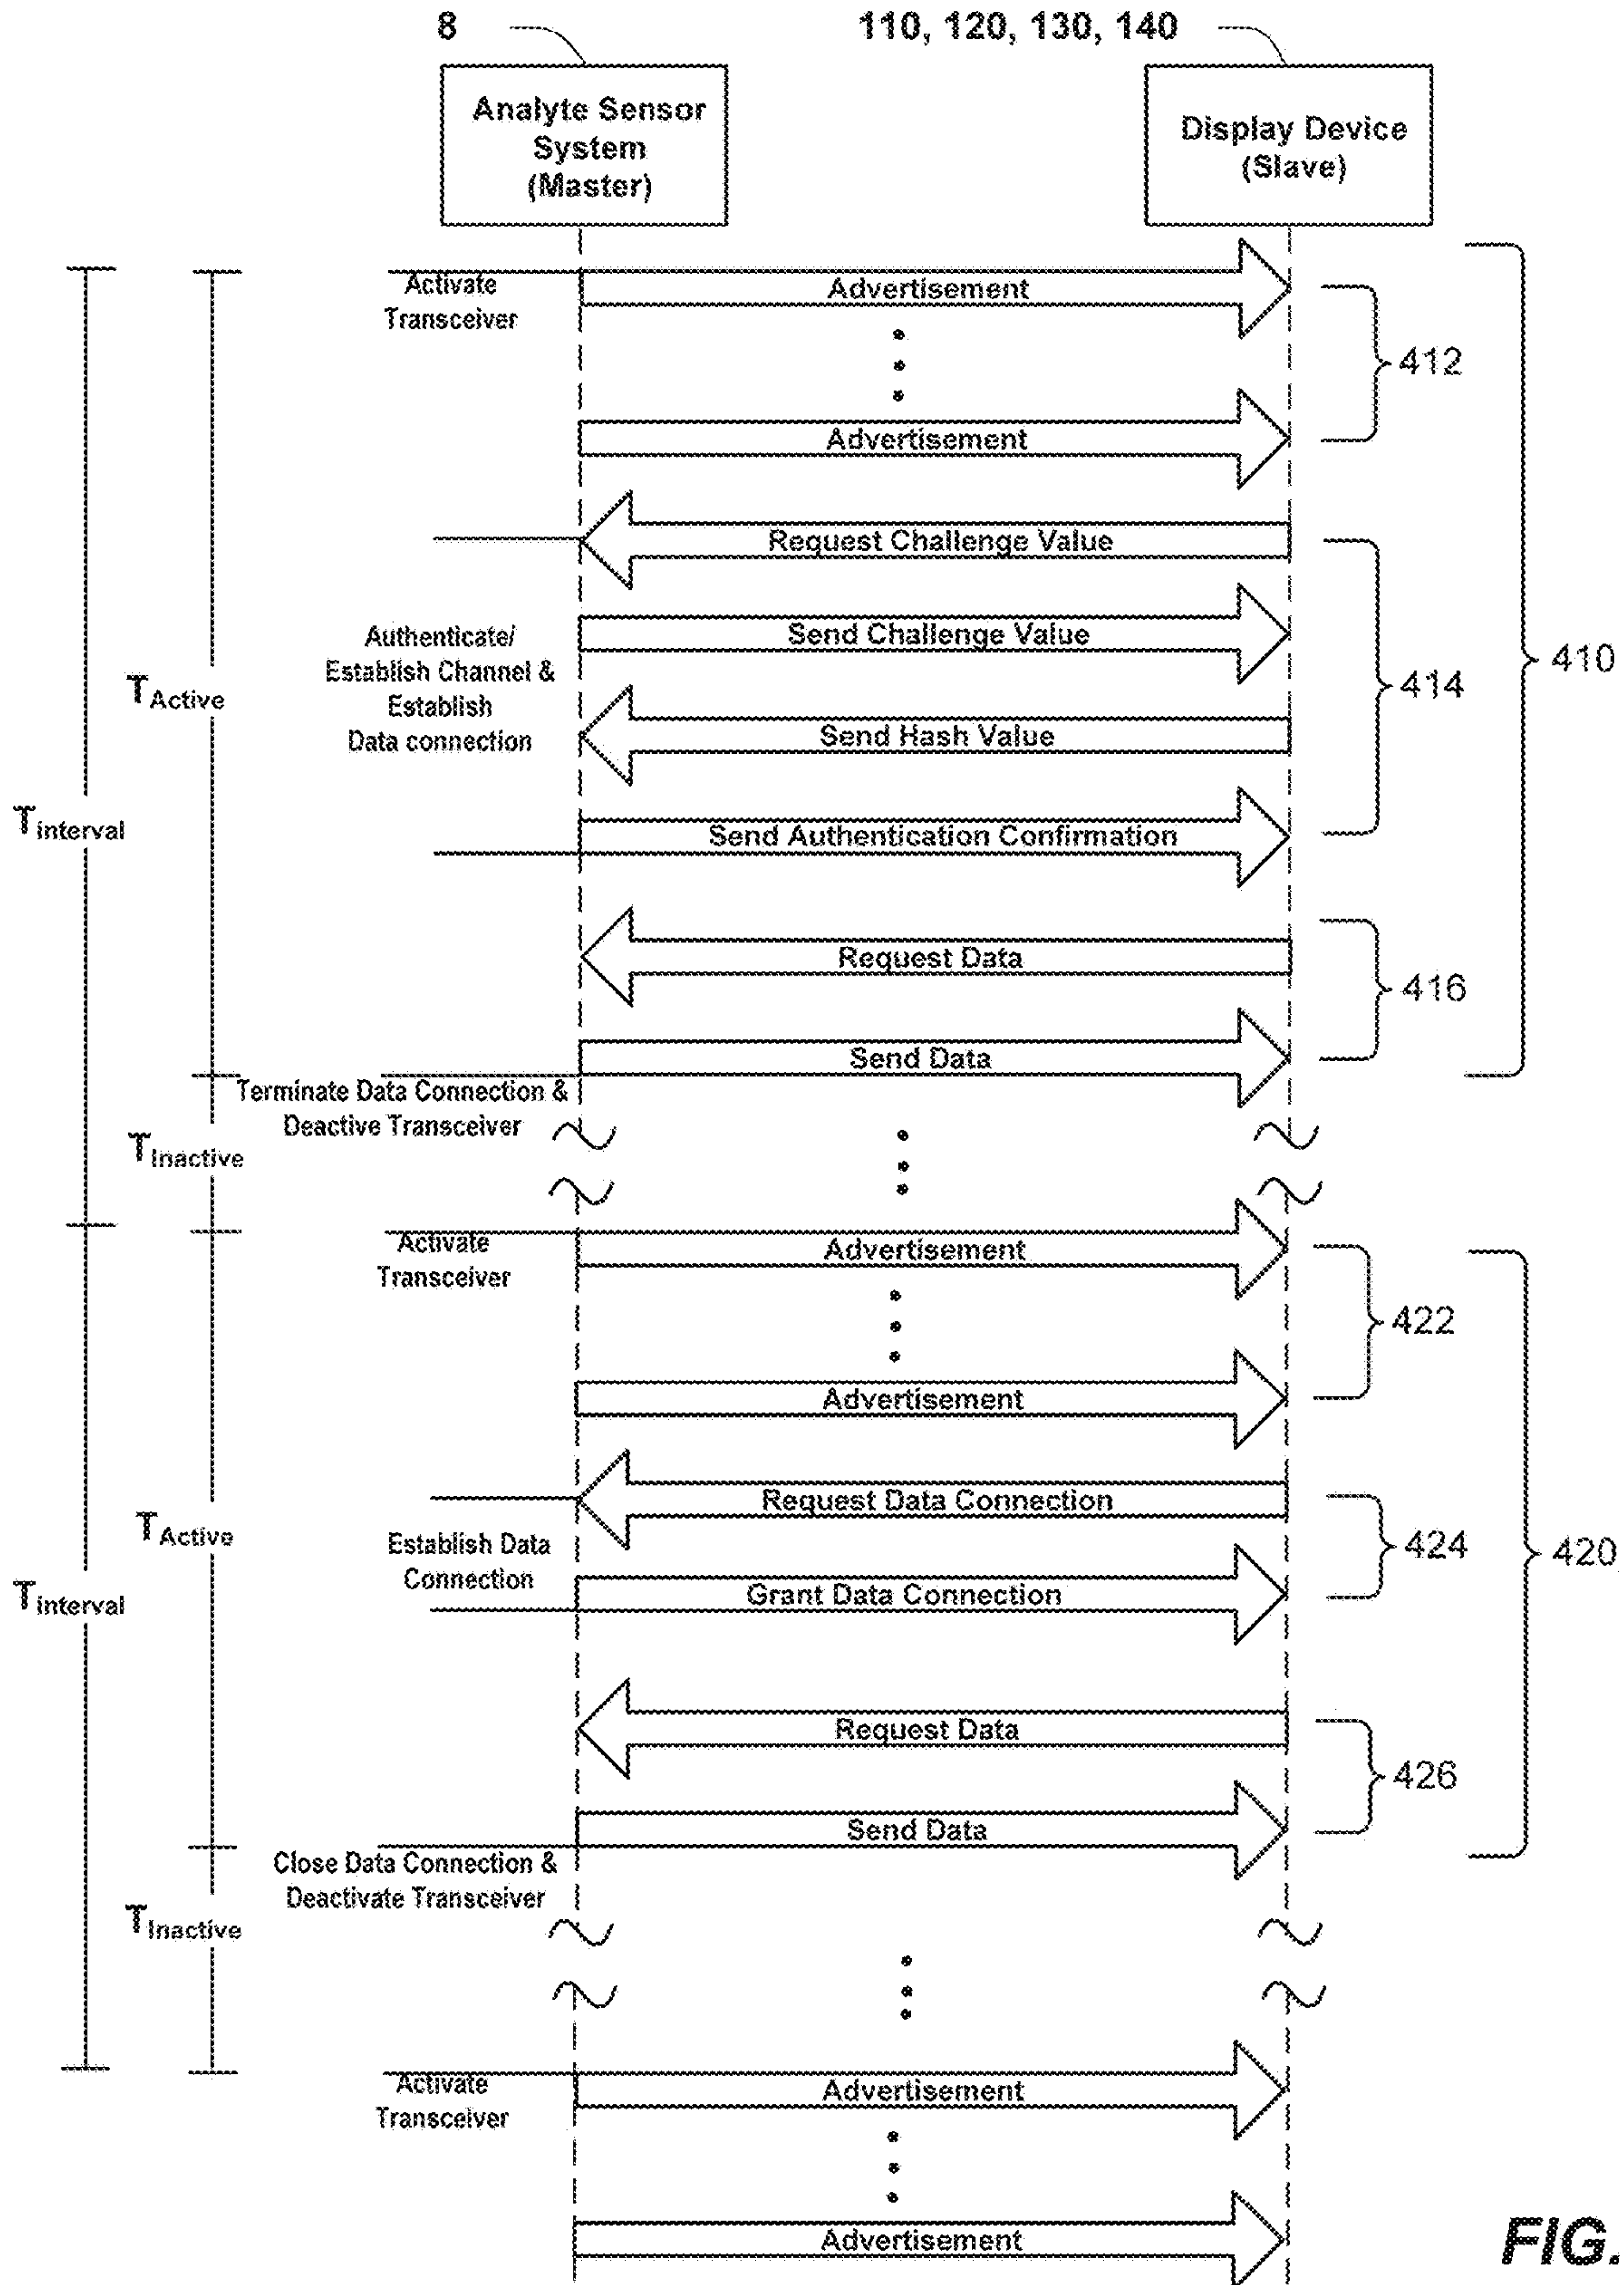 8
110, 120, 130, 140
Analyte Sensor
System
(Master)
Display Device
(Slave)
Activate
Transceiver
Advertisement
412
Advertisement
Request Challenge Value
Authenticate/
Establish Channel &
Establish
Data connection
Send Challenge Value
414
410
TActive
Send Hash Value
Tinterval
Send Authentication Confirmation
Request Data
416
Send Data
Terminate Data Connection &
Deactive Transceiver
TInactive
Activate
Transceiver
Advertisement
422
Advertisement
Request Data Connection
TActive
Establish Data
Connection
424
420
Tinterval
Grant Data Connection
Request Data
426
Send Data
Close Data Connection &
Deactivate Transceiver
TInactive
Activate
Transceiver
Advertisement
Advertisement
FIG.